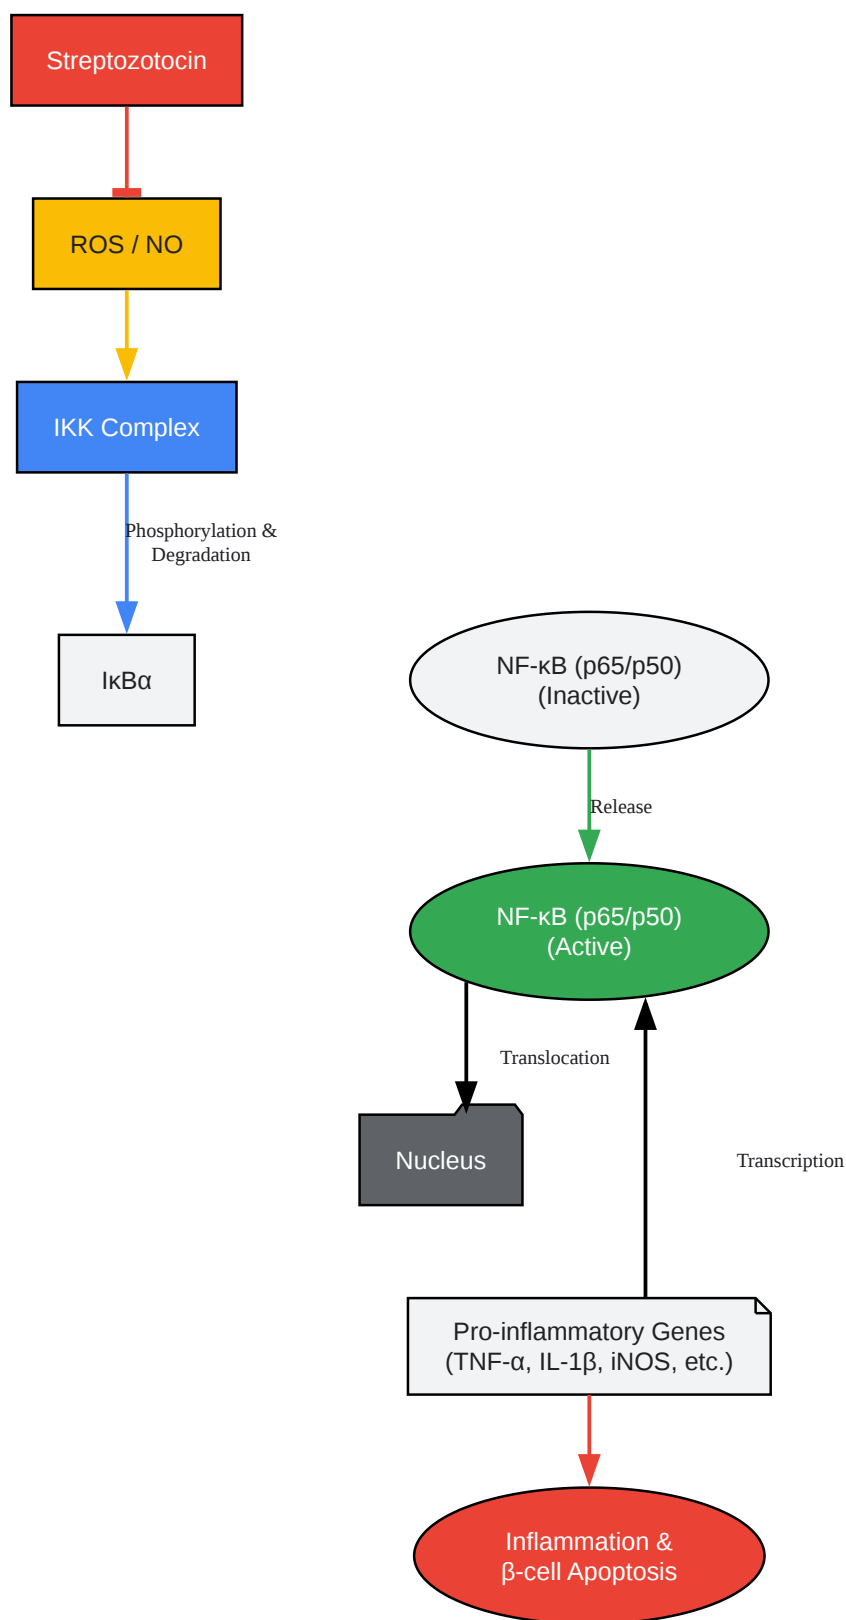 Streptozotocin
ROS / NO
IKK Complex
Phosphorylation &
Degradation
IκBα
NF-κB (p65/p50)
(Inactive)
Release
NF-κB (p65/p50)
(Active)
Translocation
Nucleus
Transcription
Pro-inflammatory Genes
(TNF-α, IL-1β, iNOS, etc.)
Inflammation &
β-cell Apoptosis